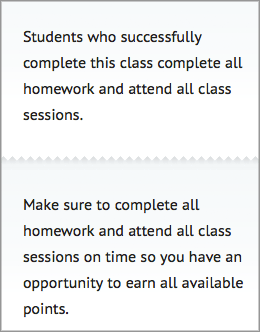 Students who successfully
complete this class complete all
homework and attend all class
sessions.
Make sure to complete all
homework and attend all class
sessions on time so you have an
opportunity to earn all available
points.